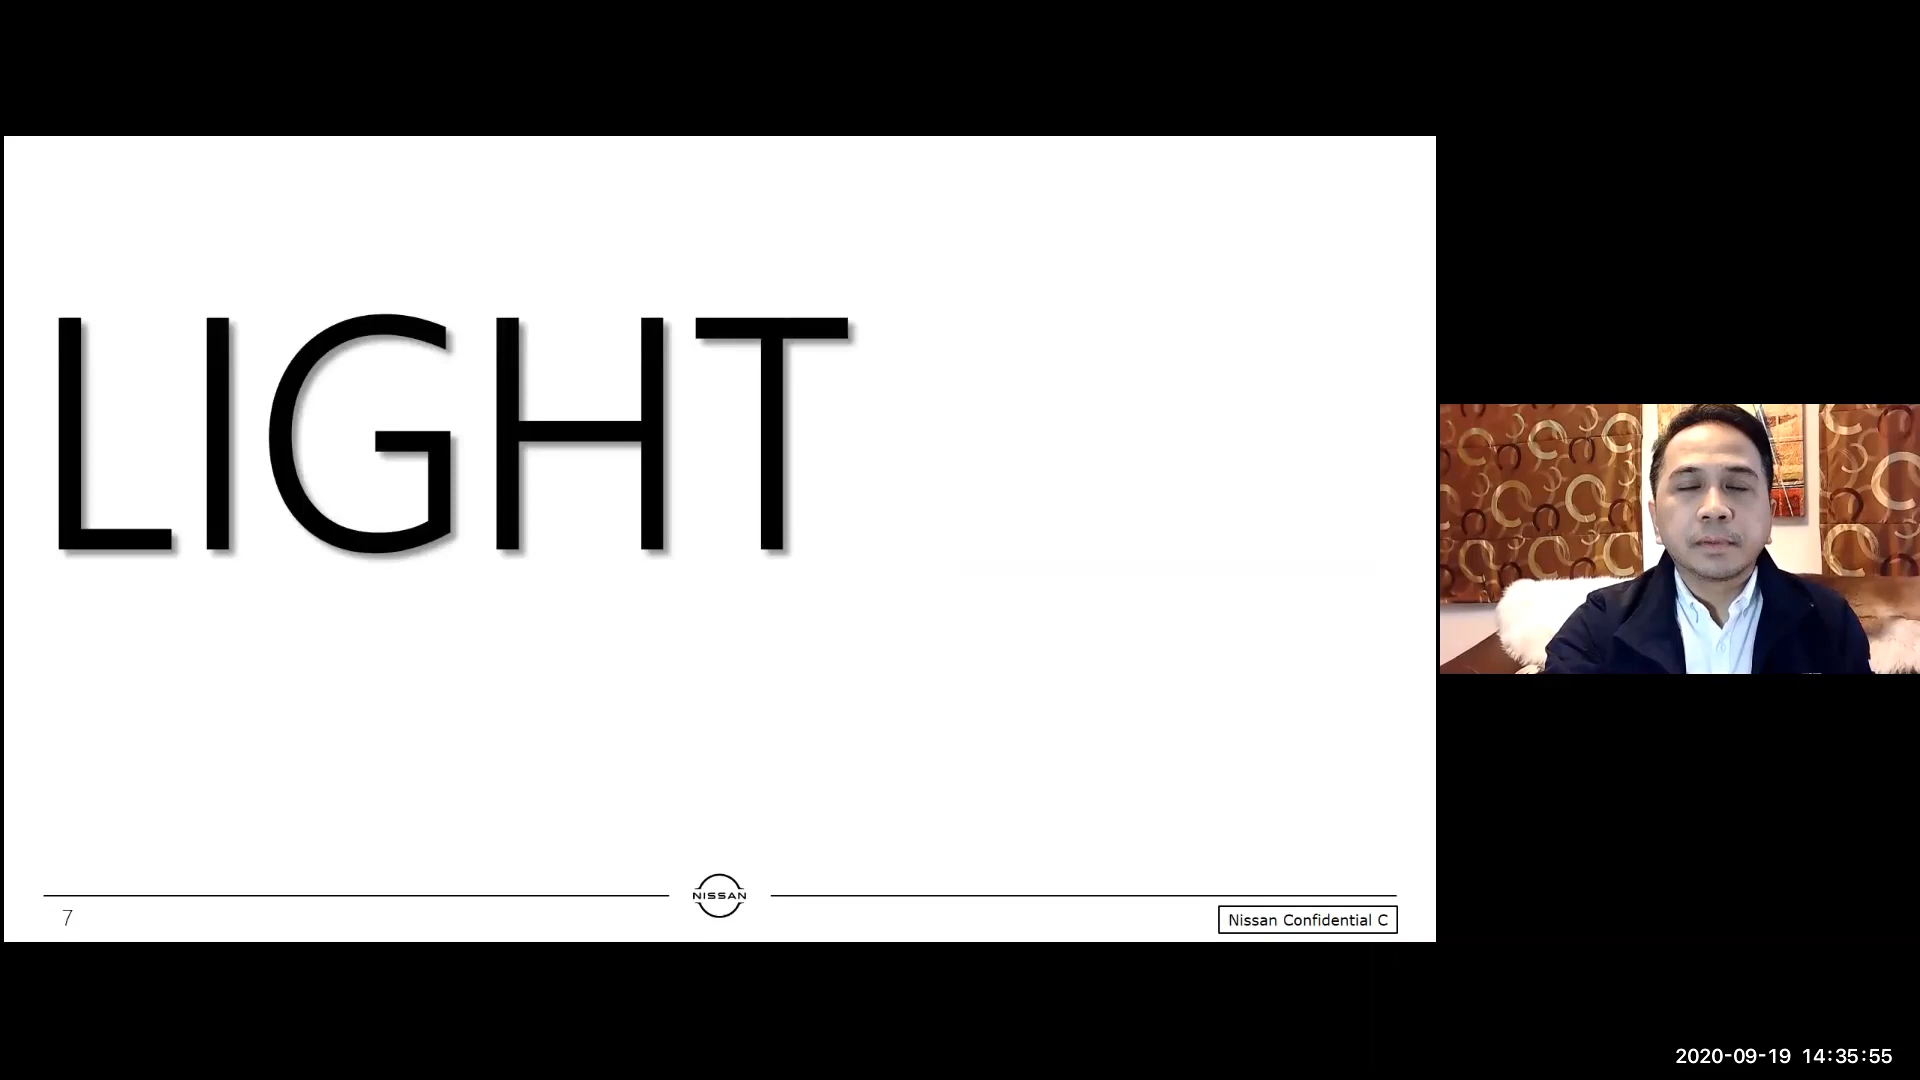 LIGHT
NISSAN
7
Nissan Confidential C
2020-09-19 14:35:55